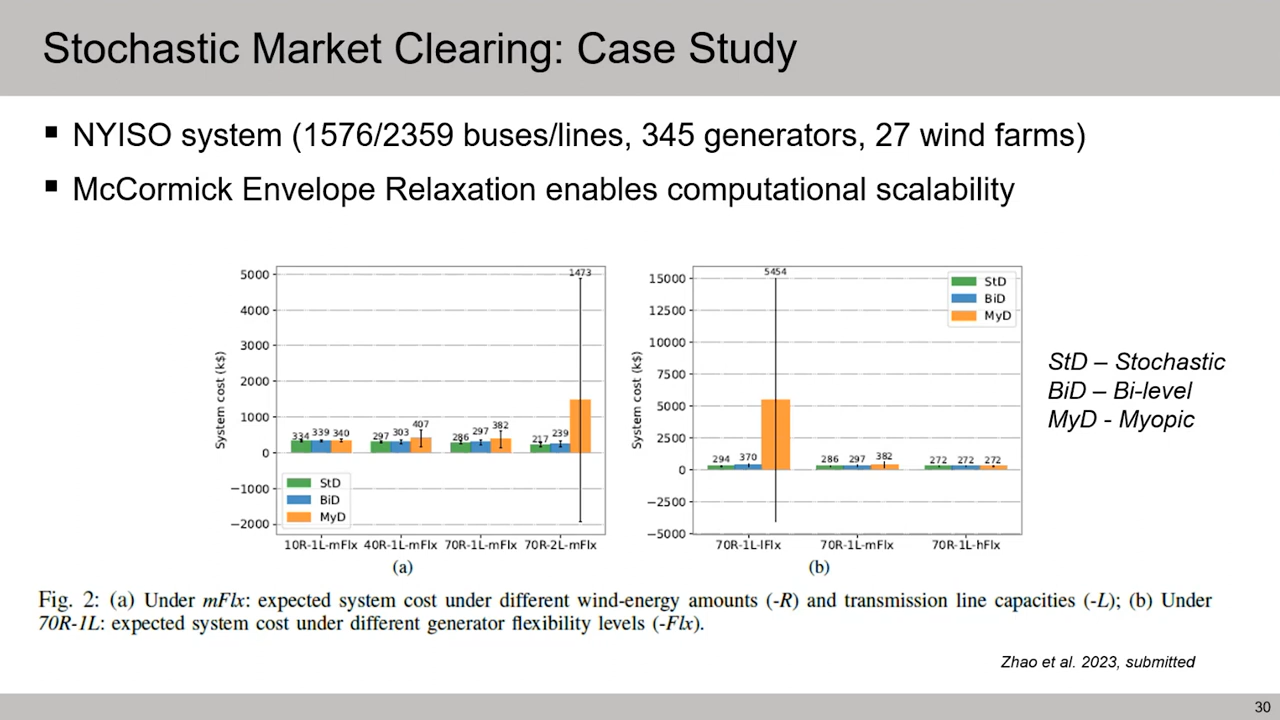 Stochastic Market Clearing: Case Study
▪ NYISO system (1576/2359 buses/lines, 345 generators, 27 wind farms)
▪ McCormick Envelope Relaxation enables computational scalability
System cost (k$)
5000
4000
3000
2000
1000
0
−1000
−2000
334 339 340
297 303 407
286 297 382
217 239 1473
StD
BiD
MyD
10R-1L-mFlx 40R-1L-mFlx 70R-1L-mFlx 70R-2L-mFlx
(a)
System cost (k$)
15000
12500
10000
7500
5000
2500
0
−2500
−5000
294 370 5454
286 297 382
272 272 272
StD
BiD
MyD
70R-1L-lFlx 70R-1L-mFlx 70R-1L-hFlx
(b)
StD – Stochastic
BiD – Bi-level
MyD - Myopic
Fig. 2: (a) Under mFlx: expected system cost under different wind-energy amounts (-R) and transmission line capacities (-L); (b) Under
70R-1L: expected system cost under different generator flexibility levels (-Flx).
Zhao et al. 2023, submitted
30